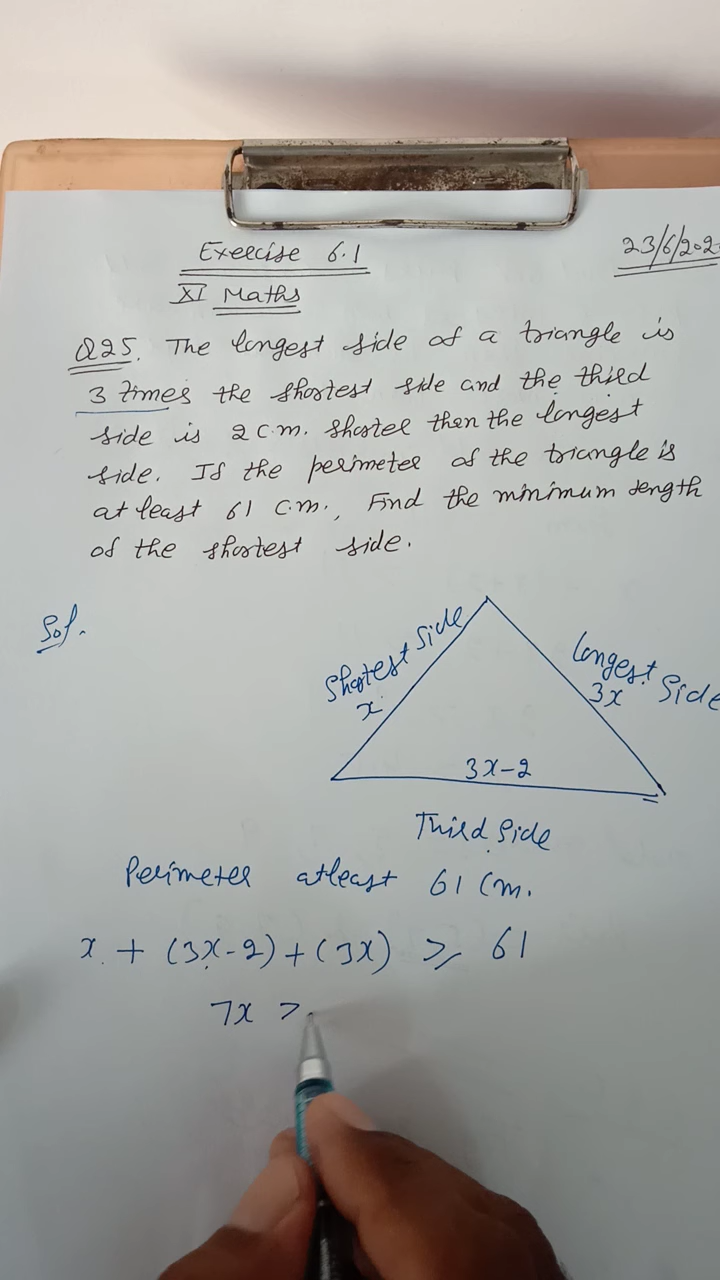 Exercise 6.1
23/6/202
XI Maths
Q25. The longest side of a triangle is
3 times the shortest side and the third
side is 2 c.m. shorter then the longest
side. If the perimeter of the triangle is
at least 61 c.m., Find the minimum length
of the shortest side.
Sol.
Shortest Side
x
Longest Side
3x
3x-2
Third Side
Perimeter atleast 61 Cm.
x + (3x-2) + (3x) ≥ 61
7x >